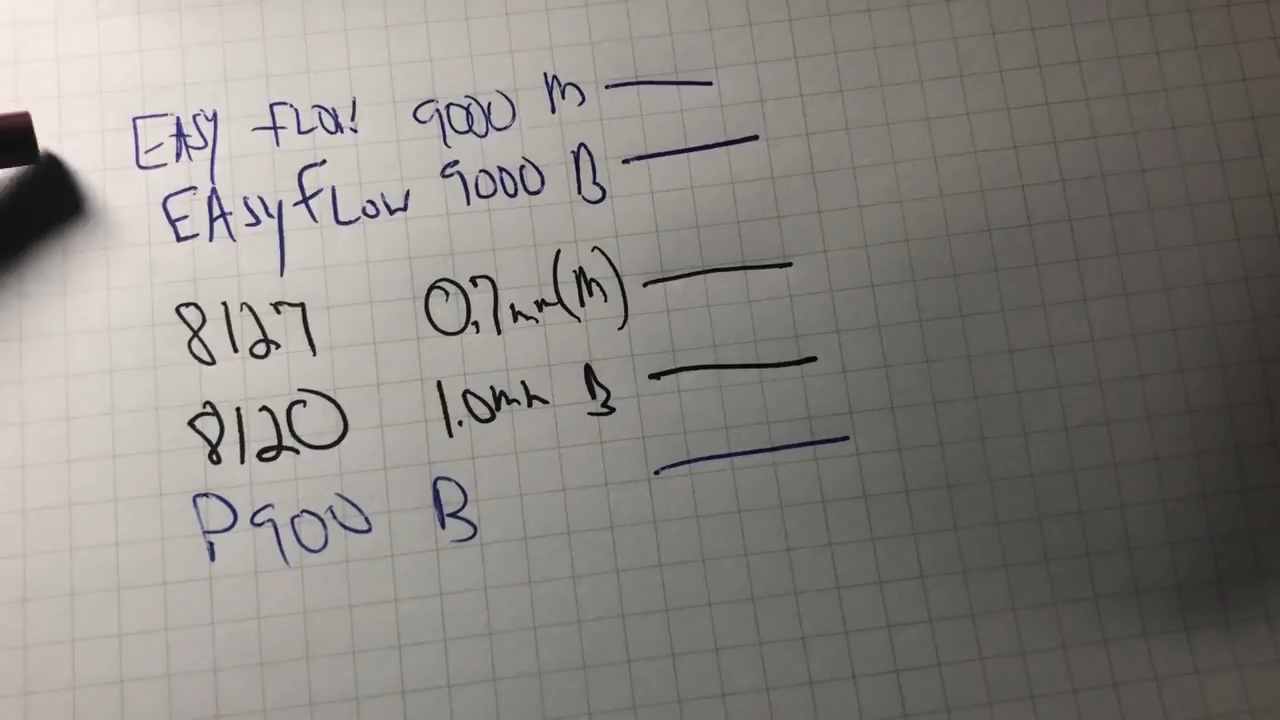 EASY FLOW 9000 M
EASYFLOW 9000 B
8127 0.7mm(M)
8120 1.0mm B
P900 B